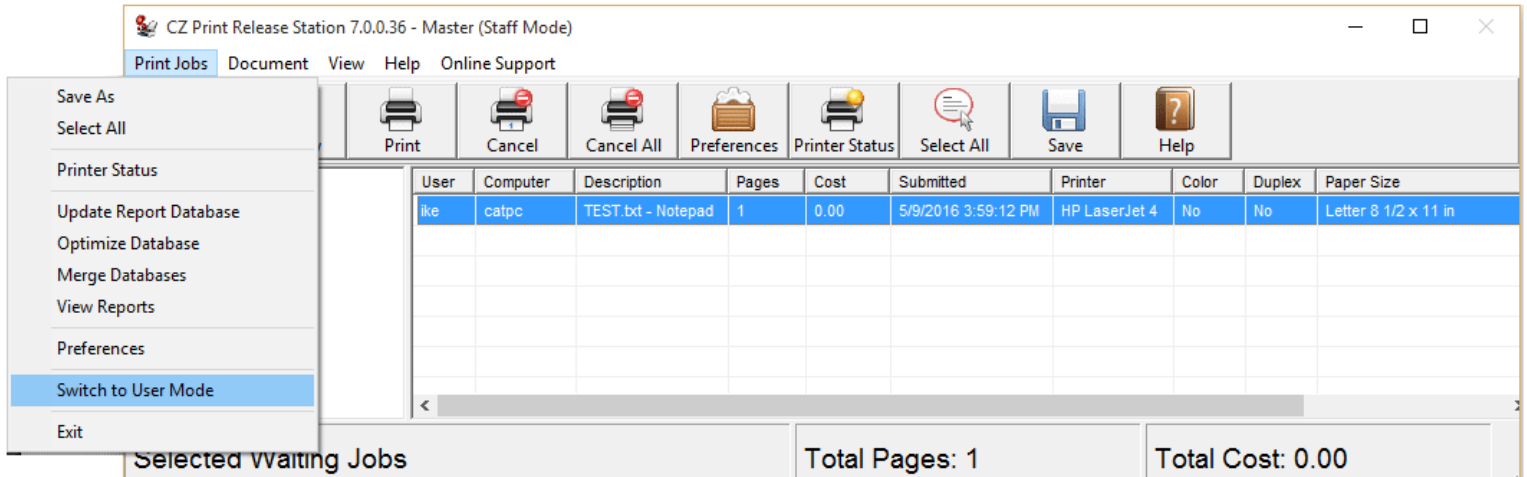 CZ Print Release Station 7.0.0.36 - Master (Staff Mode)
Print Jobs Document View Help Online Support
Save As
Select All
Printer Status
Update Report Database
Optimize Database
Merge Databases
View Reports
Preferences
Switch to User Mode
Exit
Print Cancel Cancel All Preferences Printer Status Select All Save Help
User Computer Description Pages Cost Submitted Printer Color Duplex Paper Size
ike catpc TEST.txt - Notepad 1 0.00 5/9/2016 3:59:12 PM HP LaserJet 4 No No Letter 8 1/2 x 11 in
Selected Waiting Jobs Total Pages: 1 Total Cost: 0.00